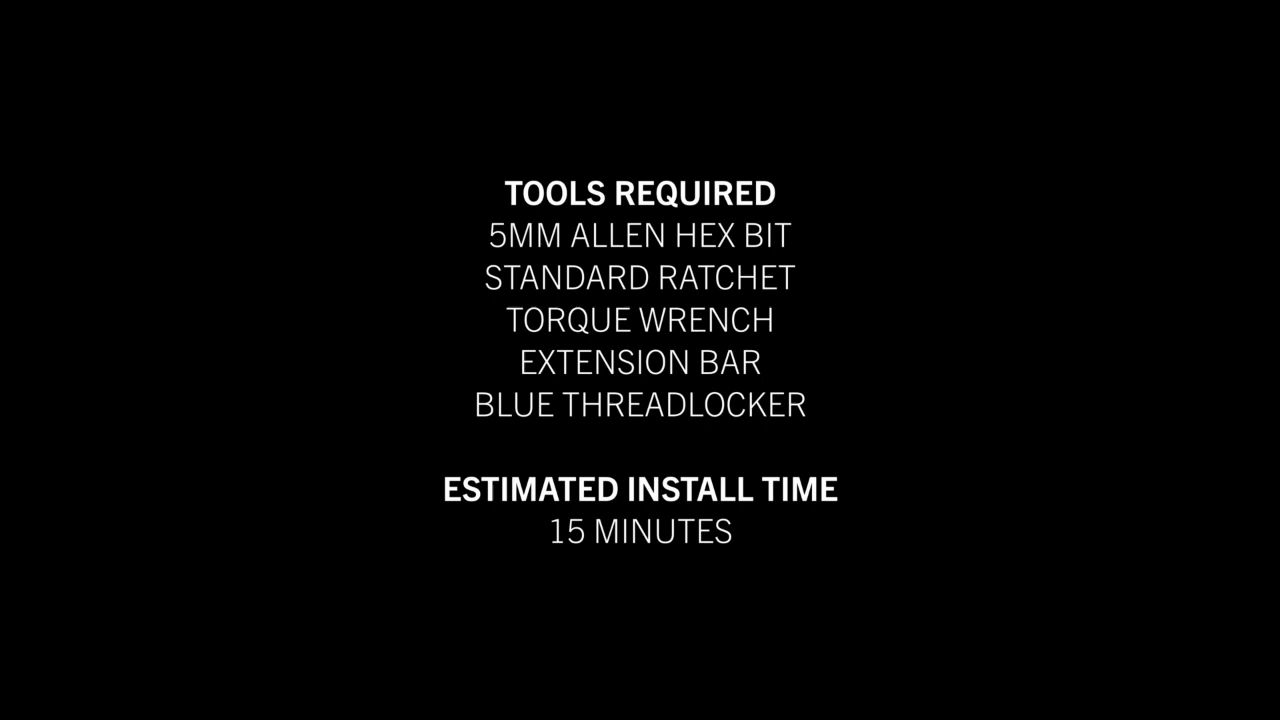 TOOLS REQUIRED
5MM ALLEN HEX BIT
STANDARD RATCHET
TORQUE WRENCH
EXTENSION BAR
BLUE THREADLOCKER
ESTIMATED INSTALL TIME
15 MINUTES